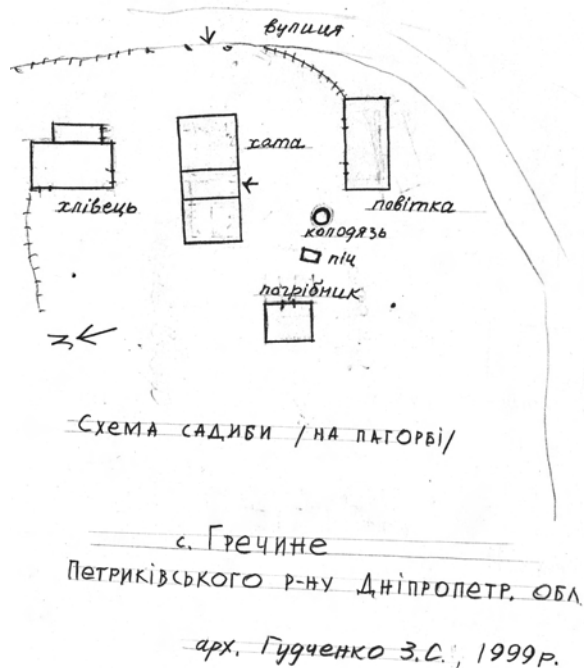 вулиця
хата
хлівець
повітка
колодязь
піч
погрібник
Схема садиби /на пагорбі/
с. Гречине
Петриківського р-ну Дніпропетр. обл.
арх. Гудченко З.С., 1999р.